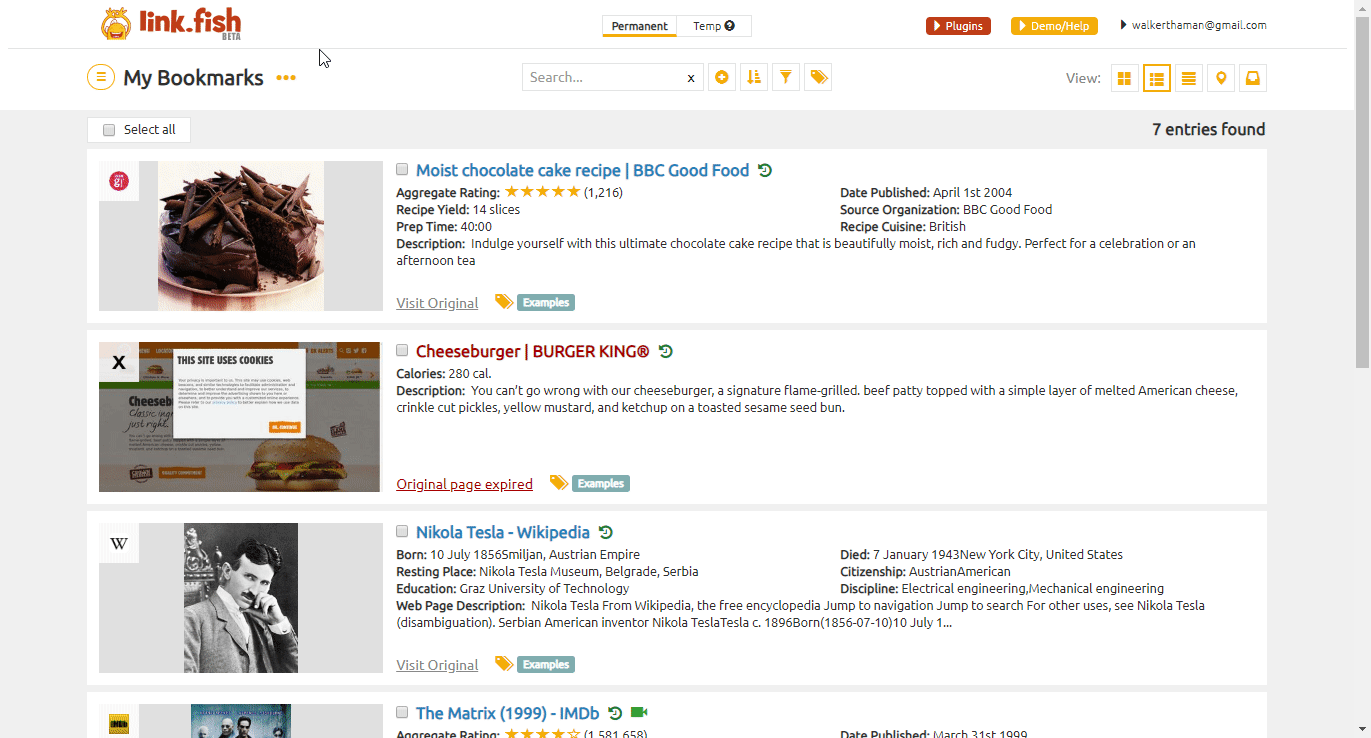 link.fish
BETA
Permanent Temp
Plugins
Demo/Help
walkerthaman@gmail.com
My Bookmarks
Search... x
View:
Select all
7 entries found
Moist chocolate cake recipe | BBC Good Food
Aggregate Rating: ★★★★★ (1,216)
Date Published: April 1st 2004
Recipe Yield: 14 slices
Source Organization: BBC Good Food
Prep Time: 40:00
Recipe Cuisine: British
Description: Indulge yourself with this ultimate chocolate cake recipe that is beautifully moist, rich and fudgy. Perfect for a celebration or an
afternoon tea
Visit Original
Examples
X
THIS SITE USES COOKIES
Cheeseburger | BURGER KING®
Calories: 280 cal.
Description: You can’t go wrong with our cheeseburger, a signature flame-grilled. beef patty topped with a simple layer of melted American cheese,
crinkle cut pickles, yellow mustard, and ketchup on a toasted sesame seed bun.
Original page expired
Examples
W
Nikola Tesla - Wikipedia
Born: 10 July 1856Smiljan, Austrian Empire
Died: 7 January 1943New York City, United States
Resting Place: Nikola Tesla Museum, Belgrade, Serbia
Citizenship: AustrianAmerican
Education: Graz University of Technology
Discipline: Electrical engineering,Mechanical engineering
Web Page Description: Nikola Tesla From Wikipedia, the free encyclopedia Jump to navigation Jump to search For other uses, see Nikola Tesla
(disambiguation). Serbian American inventor Nikola TeslaTesla c. 1896Born(1856-07-10)10 July 1...
Visit Original
Examples
IMDb
The Matrix (1999) - IMDb
Aggregate Rating: ★★★★☆ (1,581,658)
Date Published: March 31st 1999